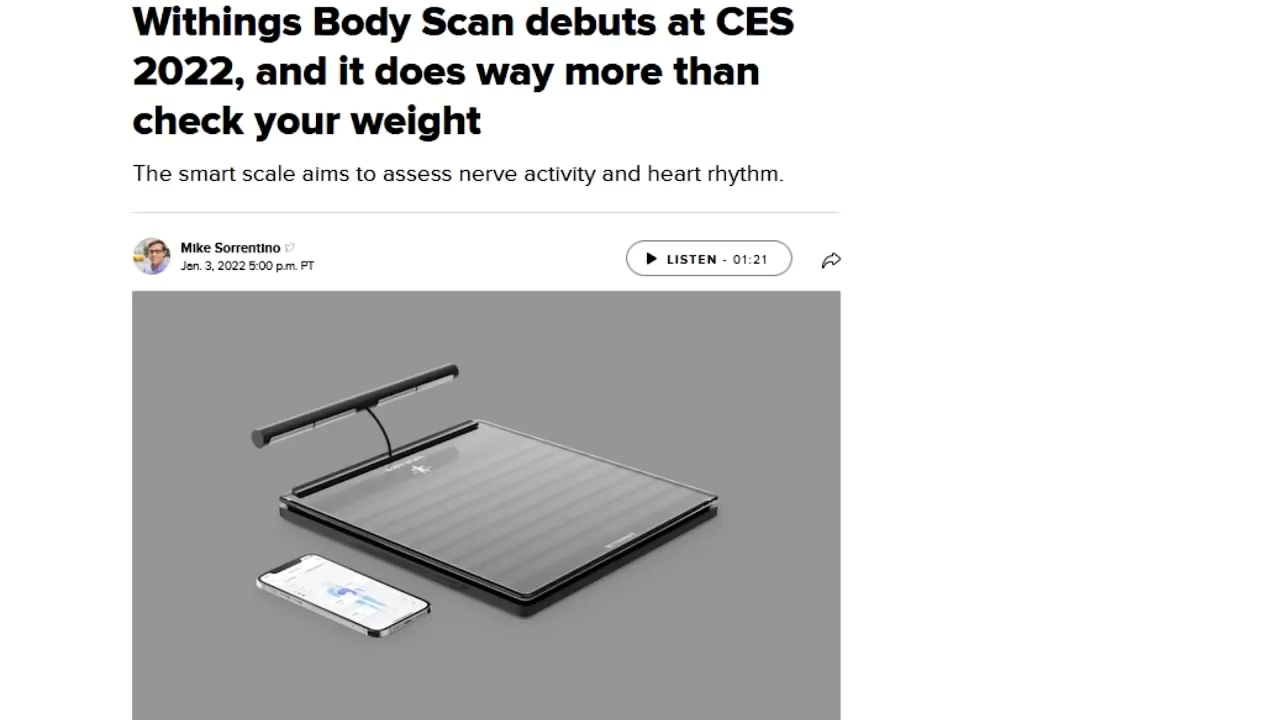 Withings Body Scan debuts at CES
2022, and it does way more than
check your weight
The smart scale aims to assess nerve activity and heart rhythm.
Mike Sorrentino
Jan. 3, 2022 5:00 p.m. PT
LISTEN - 01:21
BODY SCAN